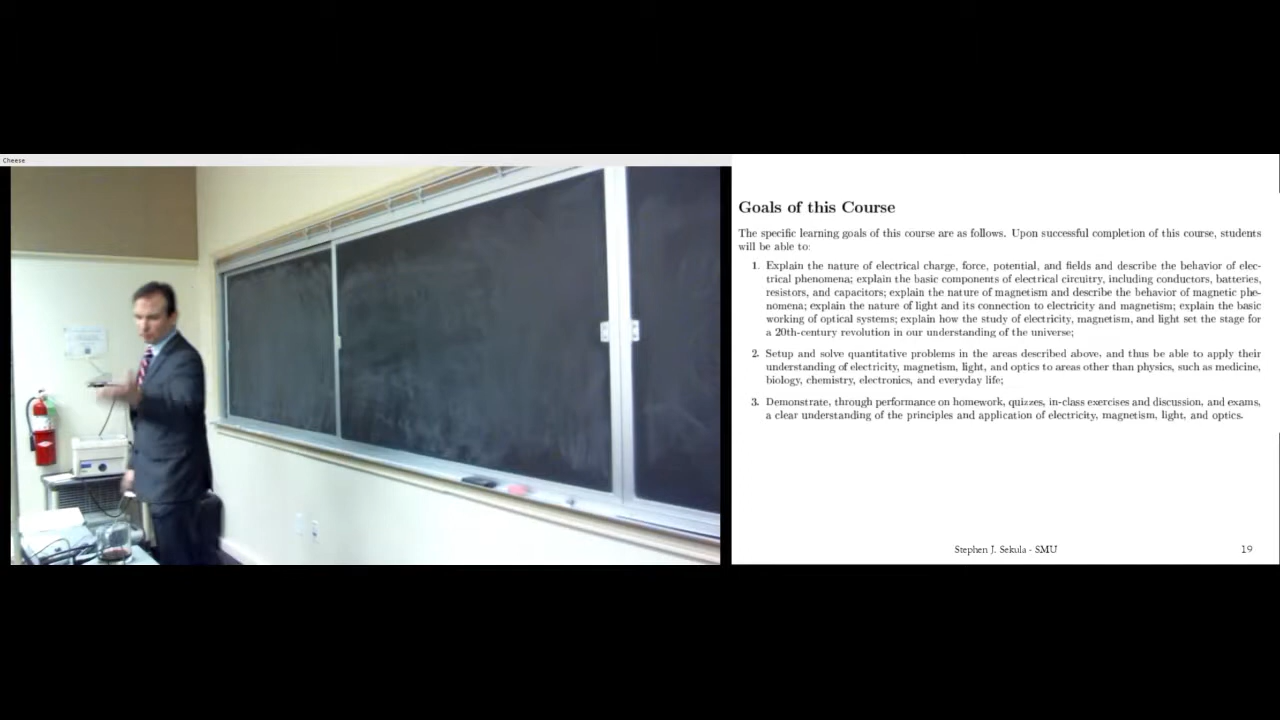 Cheese
Goals of this Course
The specific learning goals of this course are as follows. Upon successful completion of this course, students
will be able to:
1. Explain the nature of electrical charge, force, potential, and fields and describe the behavior of elec-
trical phenomena; explain the basic components of electrical circuitry, including conductors, batteries,
resistors, and capacitors; explain the nature of magnetism and describe the behavior of magnetic phe-
nomena; explain the nature of light and its connection to electricity and magnetism; explain the basic
working of optical systems; explain how the study of electricity, magnetism, and light set the stage for
a 20th-century revolution in our understanding of the universe;
2. Setup and solve quantitative problems in the areas described above, and thus be able to apply their
understanding of electricity, magnetism, light, and optics to areas other than physics, such as medicine,
biology, chemistry, electronics, and everyday life;
3. Demonstrate, through performance on homework, quizzes, in-class exercises and discussion, and exams,
a clear understanding of the principles and application of electricity, magnetism, light, and optics.
Stephen J. Sekula - SMU
19